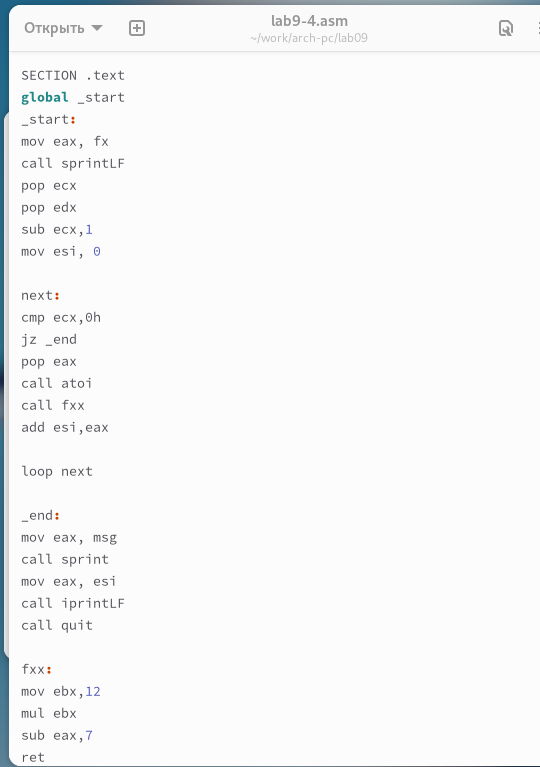 Открыть
lab9-4.asm
~/work/arch-pc/lab09
SECTION .text
global _start
_start:
mov eax, fx
call sprintLF
pop ecx
pop edx
sub ecx,1
mov esi, 0
next:
cmp ecx,0h
jz _end
pop eax
call atoi
call fxx
add esi,eax
loop next
_end:
mov eax, msg
call sprint
mov eax, esi
call iprintLF
call quit
fxx:
mov ebx,12
mul ebx
sub eax,7
ret